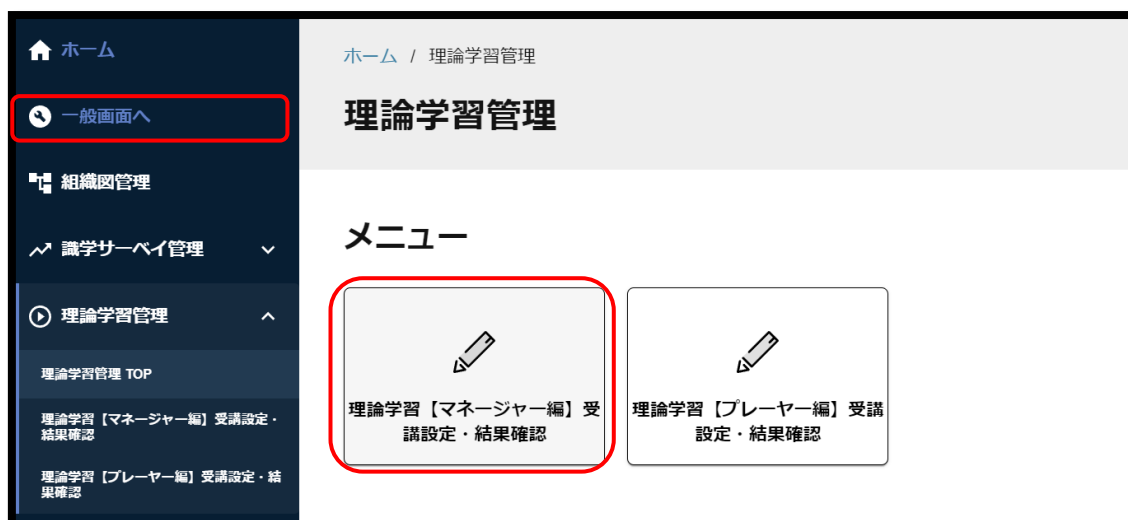 ホーム
一般画面へ
組織図管理
識学サーベイ管理
理論学習管理
理論学習管理 TOP
理論学習【マネージャー編】受講設定・
結果確認
理論学習【プレーヤー編】受講設定・結
果確認
ホーム / 理論学習管理
理論学習管理
メニュー
理論学習【マネージャー編】受
講設定・結果確認
理論学習【プレーヤー編】受講
設定・結果確認